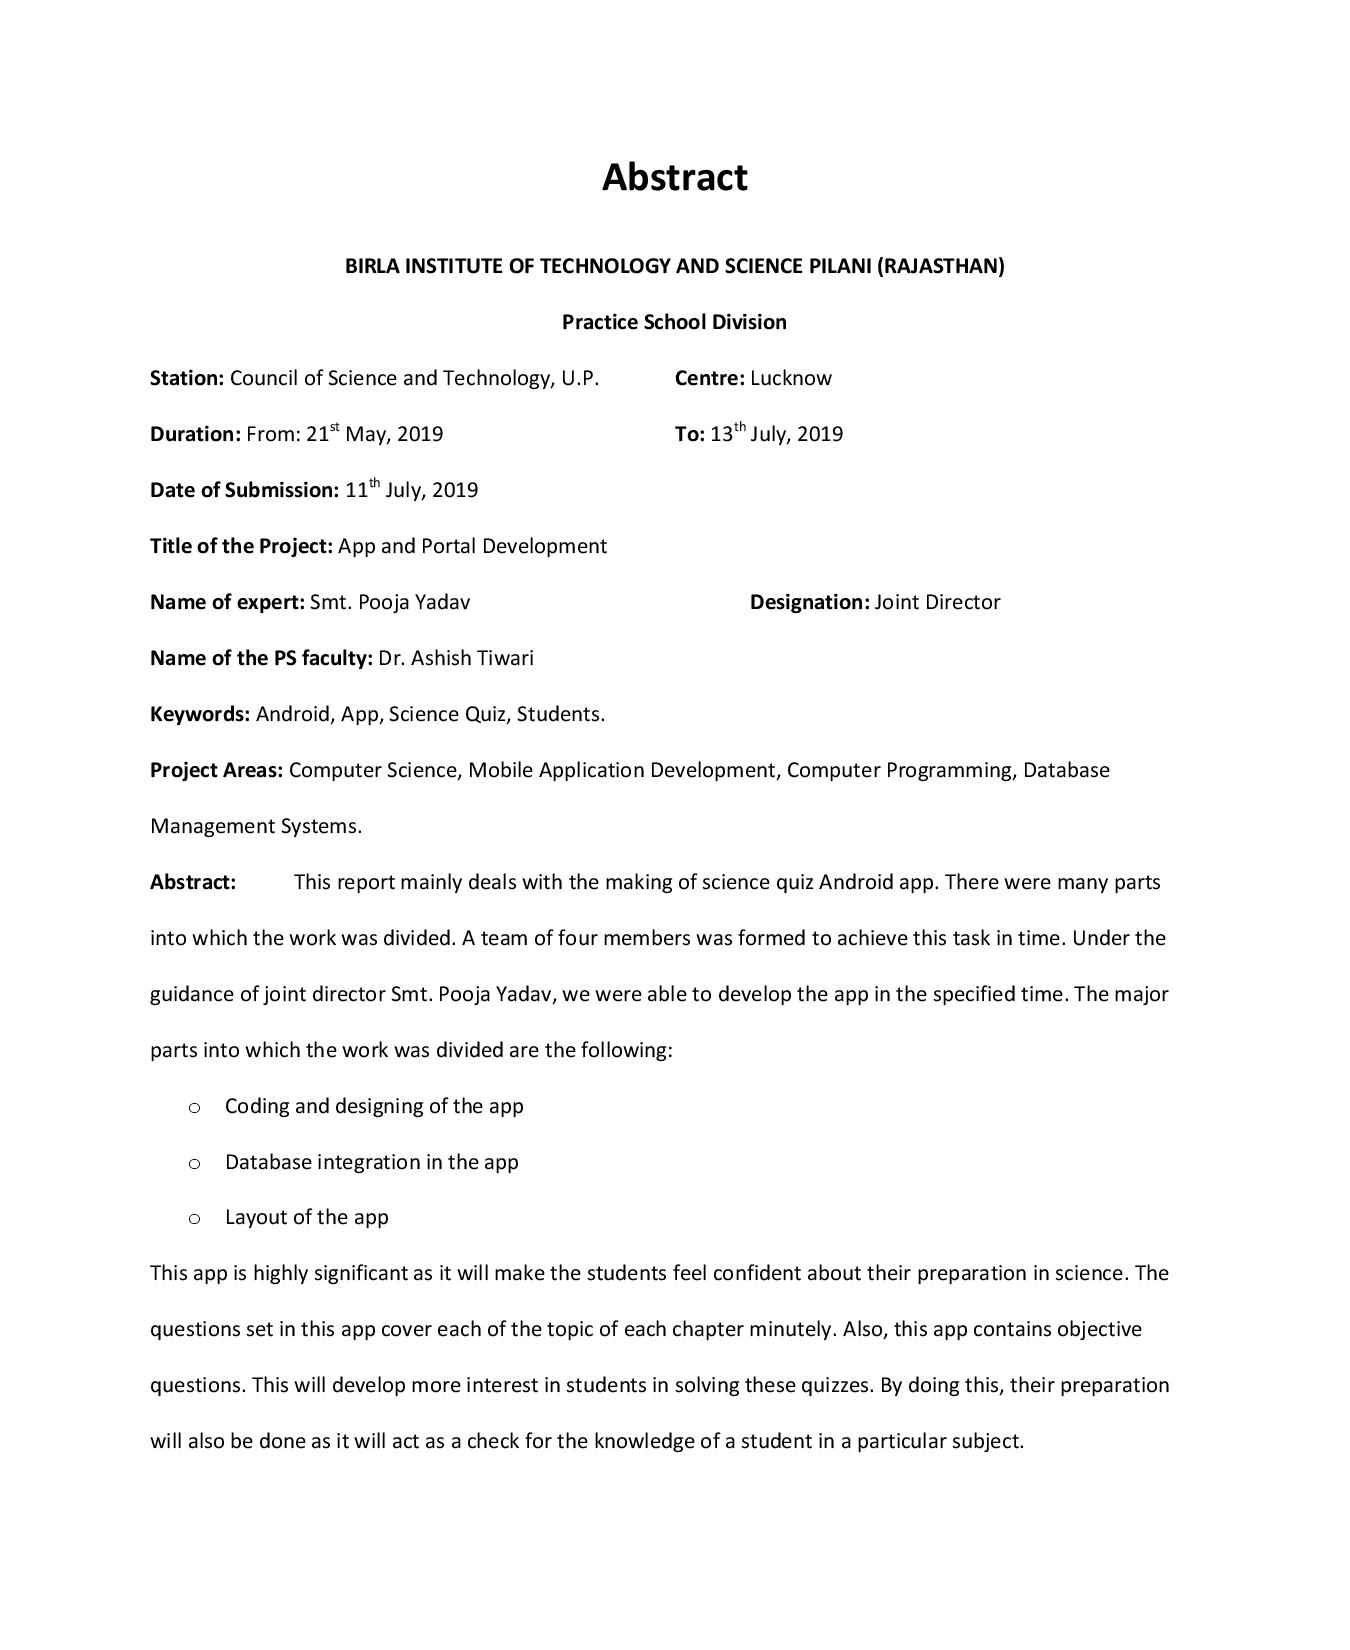 Abstract
BIRLA INSTITUTE OF TECHNOLOGY AND SCIENCE PILANI (RAJASTHAN)
Practice School Division
Station: Council of Science and Technology, U.P. Centre: Lucknow
Duration: From: 21st May, 2019 To: 13th July, 2019
Date of Submission: 11th July, 2019
Title of the Project: App and Portal Development
Name of expert: Smt. Pooja Yadav Designation: Joint Director
Name of the PS faculty: Dr. Ashish Tiwari
Keywords: Android, App, Science Quiz, Students.
Project Areas: Computer Science, Mobile Application Development, Computer Programming, Database
Management Systems.
Abstract: This report mainly deals with the making of science quiz Android app. There were many parts
into which the work was divided. A team of four members was formed to achieve this task in time. Under the
guidance of joint director Smt. Pooja Yadav, we were able to develop the app in the specified time. The major
parts into which the work was divided are the following:
o Coding and designing of the app
o Database integration in the app
o Layout of the app
This app is highly significant as it will make the students feel confident about their preparation in science. The
questions set in this app cover each of the topic of each chapter minutely. Also, this app contains objective
questions. This will develop more interest in students in solving these quizzes. By doing this, their preparation
will also be done as it will act as a check for the knowledge of a student in a particular subject.